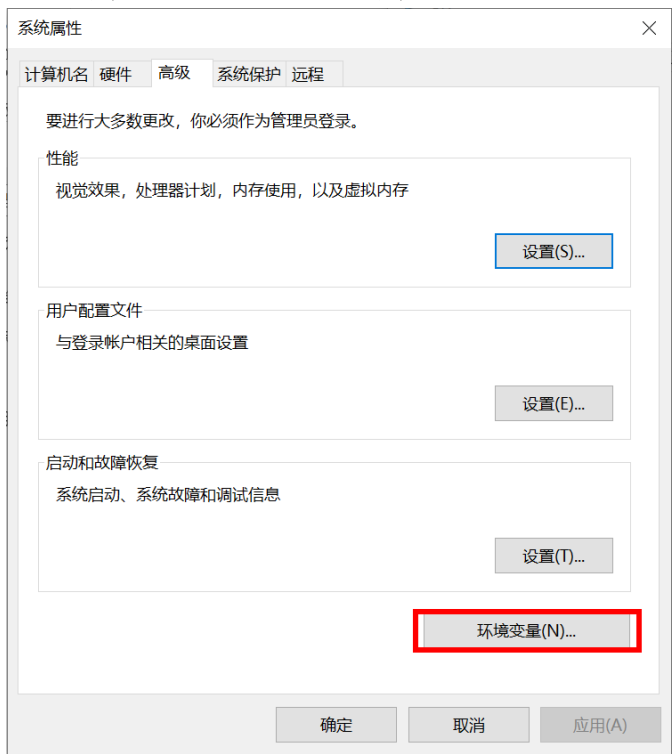 系统属性
计算机名 硬件 高级 系统保护 远程
要进行大多数更改，你必须作为管理员登录。
性能
视觉效果，处理器计划，内存使用，以及虚拟内存
设置(S)...
用户配置文件
与登录帐户相关的桌面设置
设置(E)...
启动和故障恢复
系统启动、系统故障和调试信息
设置(T)...
环境变量(N)...
确定 取消 应用(A)